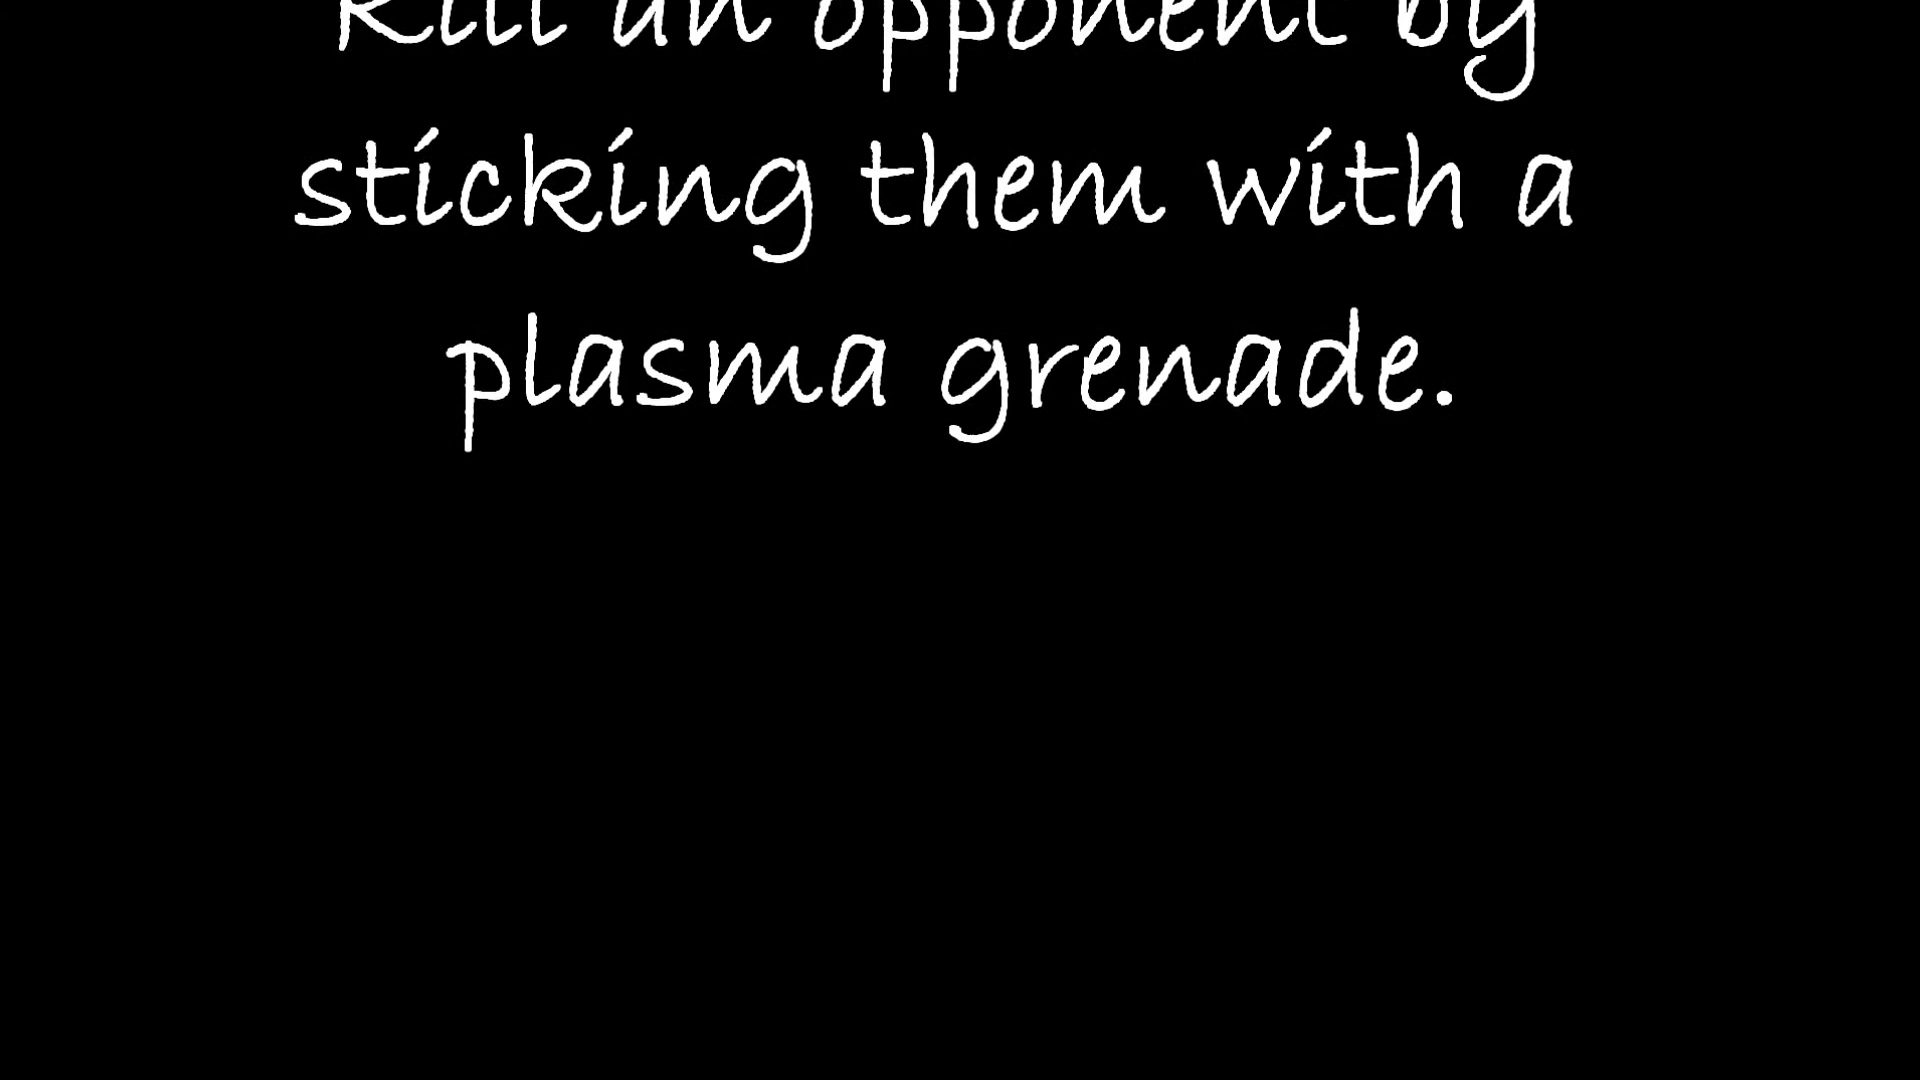 Kill an opponent by
sticking them with a
plasma grenade.